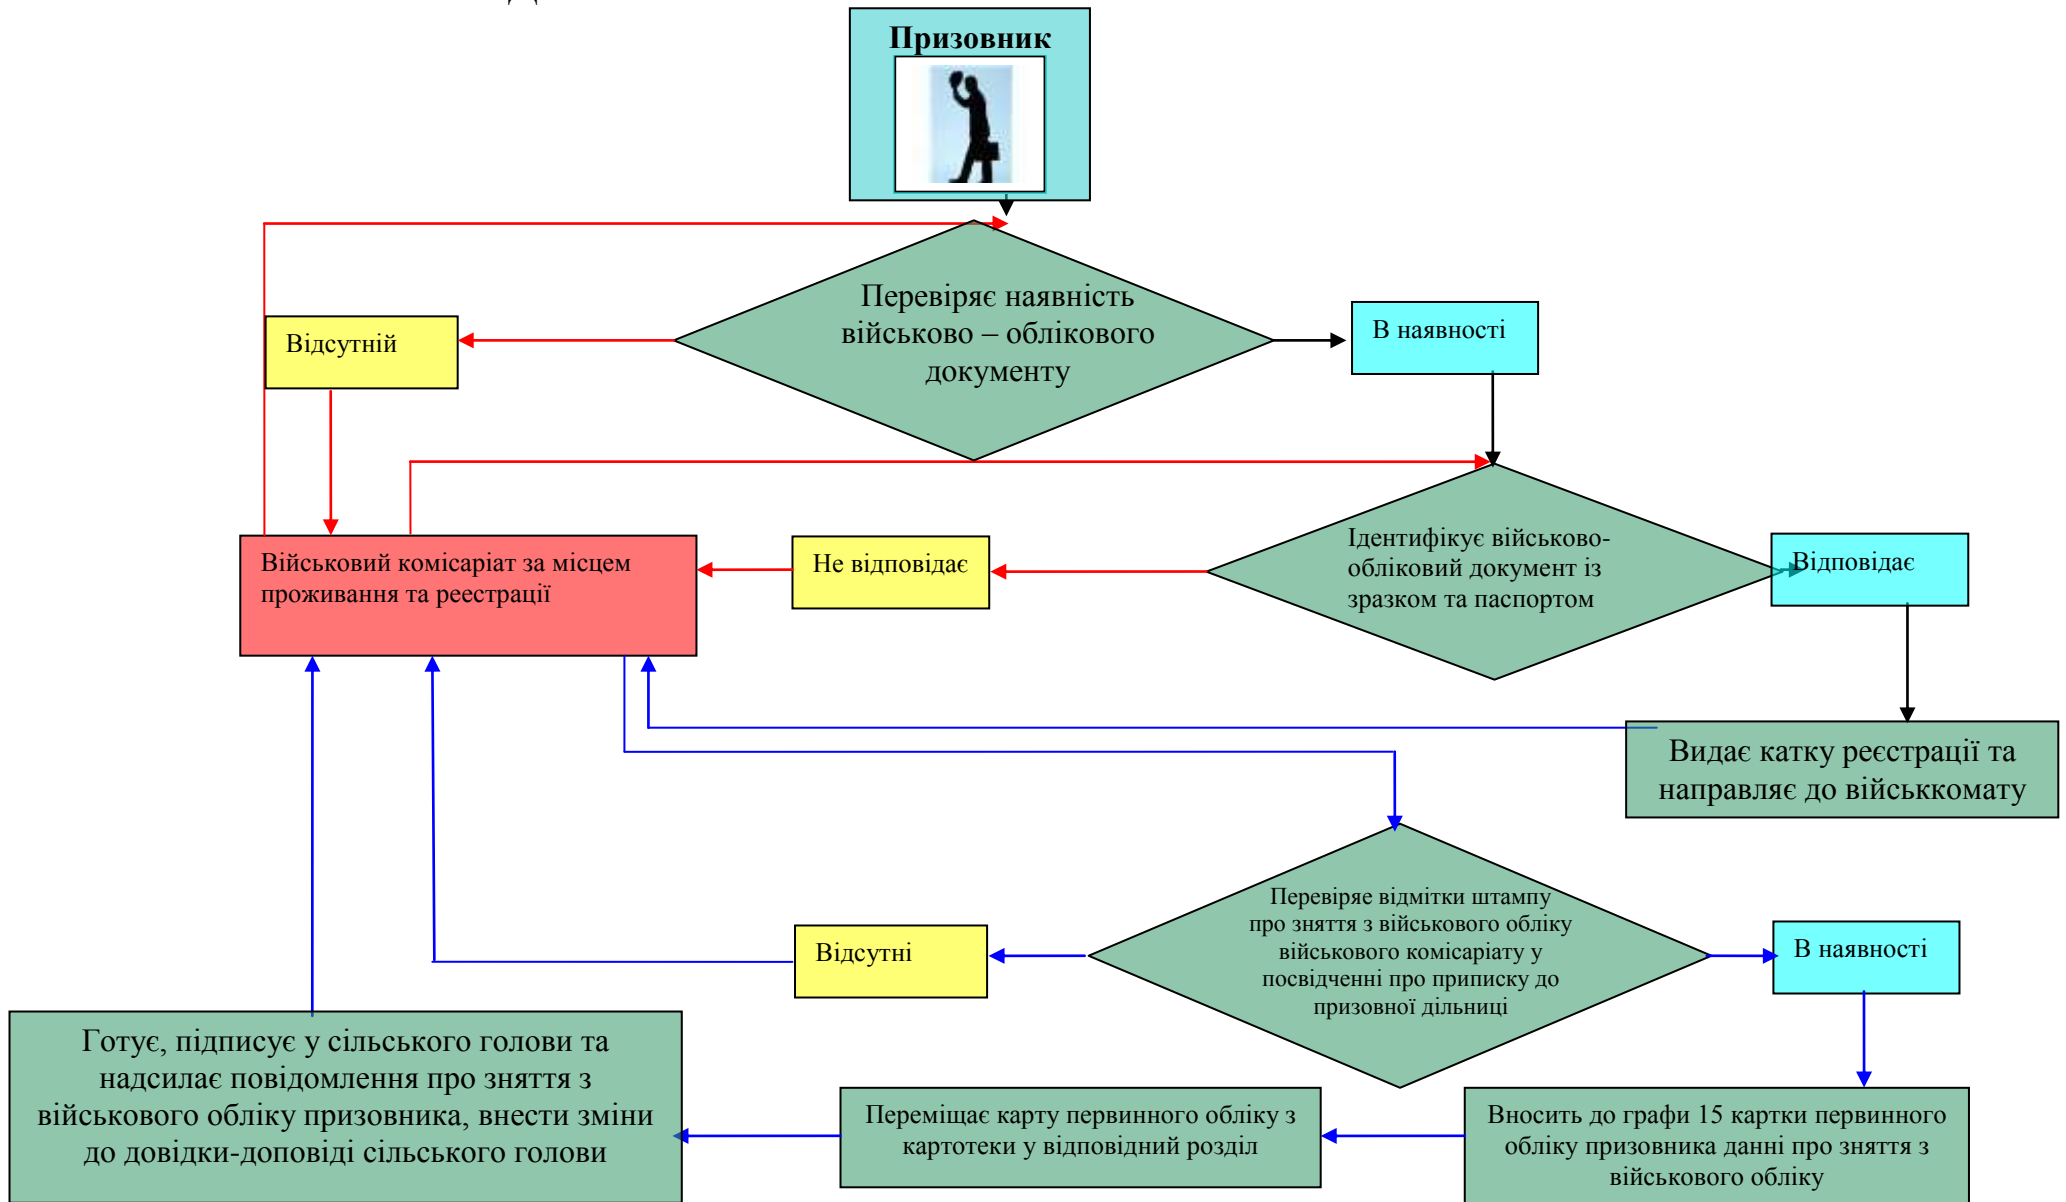 Призовник
Перевіряє наявність
військово – облікового
документу
Відсутній
В наявності
Військовий комісаріат за місцем
проживання та реестрації
Не відповідає
Ідентифікує військово-
обліковий документ із
зразком та паспортом
Відповідає
Видає катку реєстрації та
направляє до військкомату
Перевіряе відмітки штампу
про зняття з військового обліку
військового комісаріату у
посвідченні про приписку до
призовної дільниці
Відсутні
В наявності
Готує, підписує у сільського голови та
надсилає повідомлення про зняття з
військового обліку призовника, внести зміни
до довідки-доповіді сільського голови
Переміщає карту первинного обліку з
картотеки у відповідний розділ
Вносить до графи 15 картки первинного
обліку призовника данні про зняття з
військового обліку